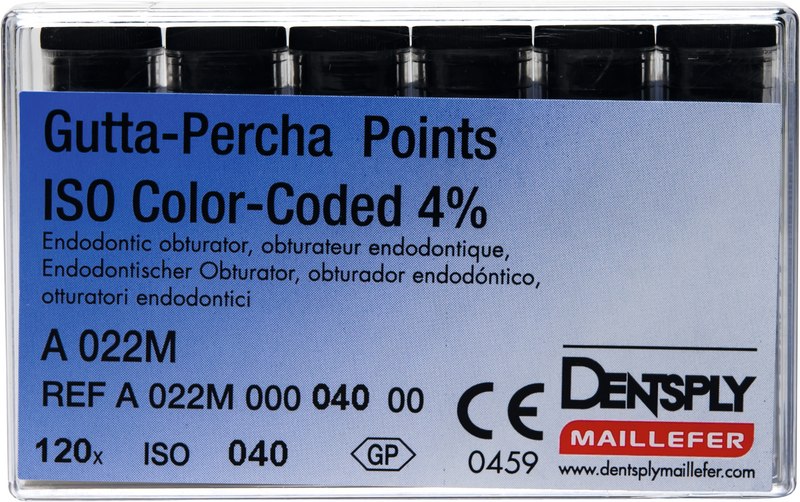 Gutta-Percha Points
ISO Color-Coded 4%
Endodontic obturator, obturateur endodontique,
Endodontischer Obturator, obturador endodóntico,
otturatori endodontici
A 022M
REF A 022M 000 040 00
120x ISO 040 GP
CE
0459
DENTSPLY
MAILLEFER
www.dentsplymaillefer.com